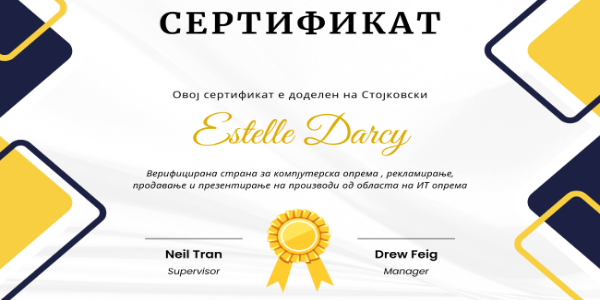 СЕРТИФИКАТ
Овој сертификат е доделен на Стојковски
Estelle Darcy
Верифицирана страна за компутерска опрема , рекламирање,
продавање и презентирање на производи од областа на ИТ опрема
Neil Tran
Supervisor
Drew Feig
Manager